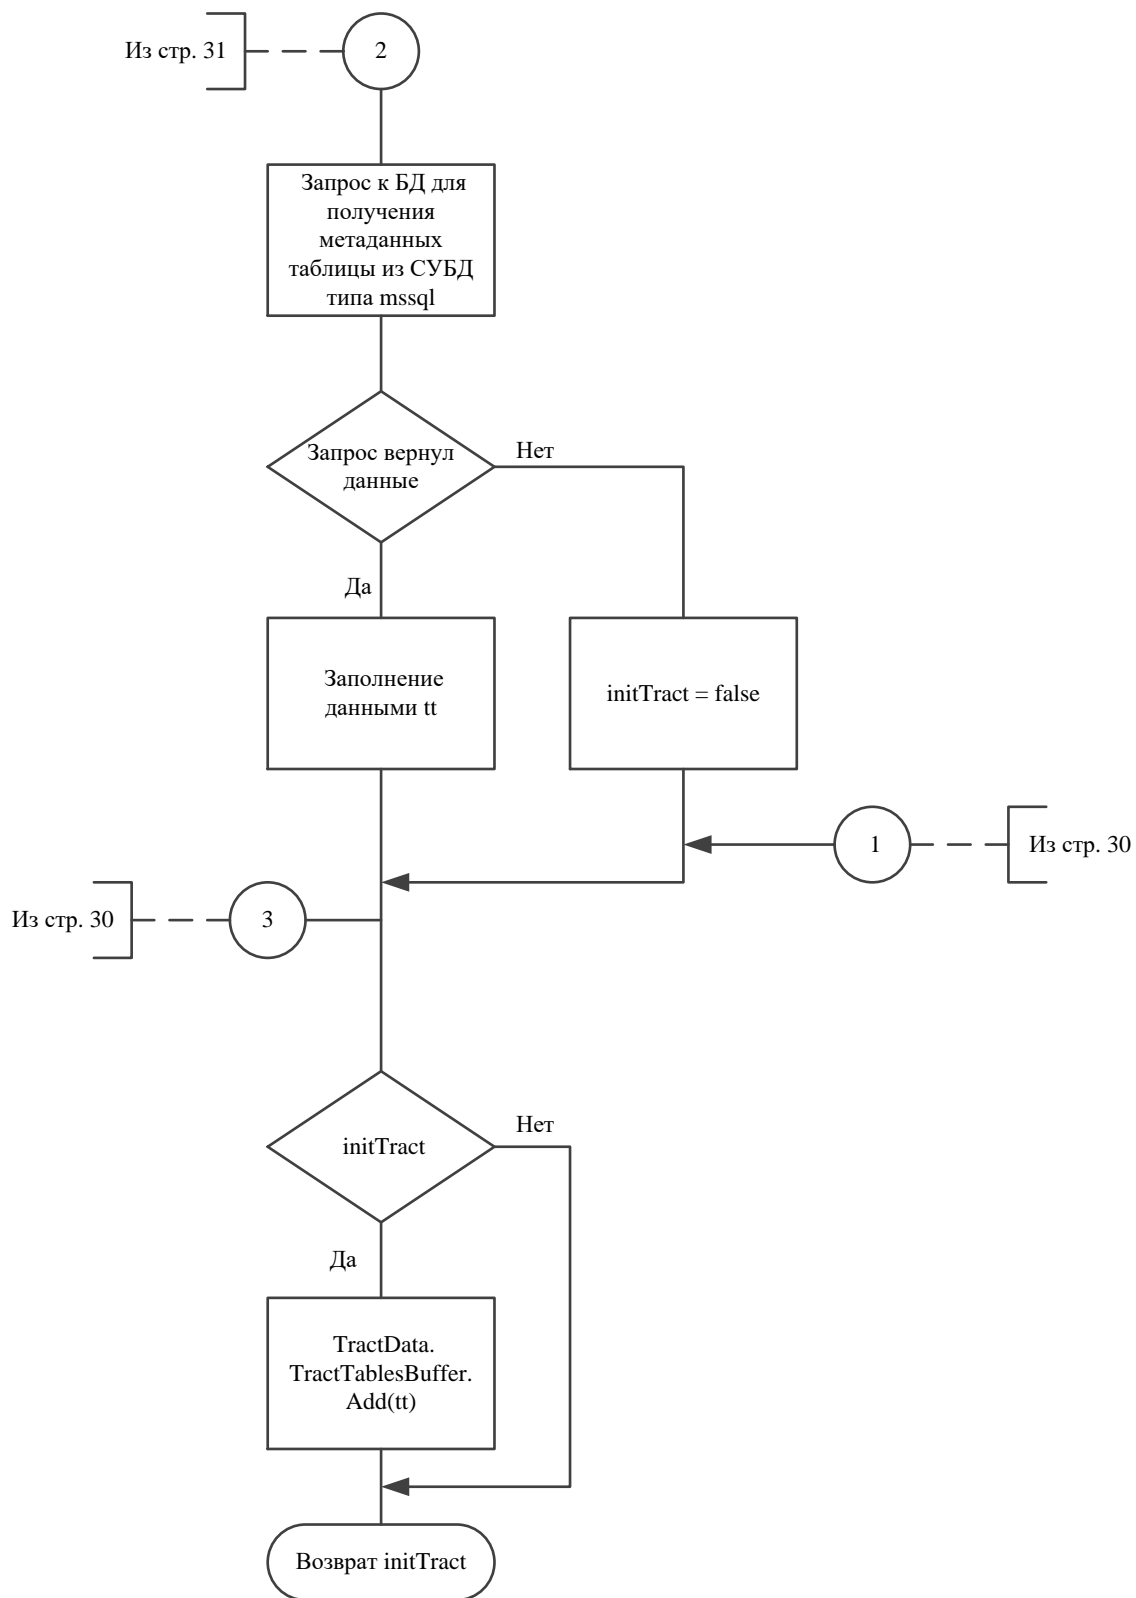 Из стр. 31
2
Запрос к БД для
получения
метаданных
таблицы из СУБД
типа mssql
Запрос вернул
данные
Нет
Да
Заполнение
данными tt
initTract = false
1
Из стр. 30
Из стр. 30
3
initTract
Нет
Да
TractData.
TractTablesBuffer.
Add(tt)
Возврат initTract